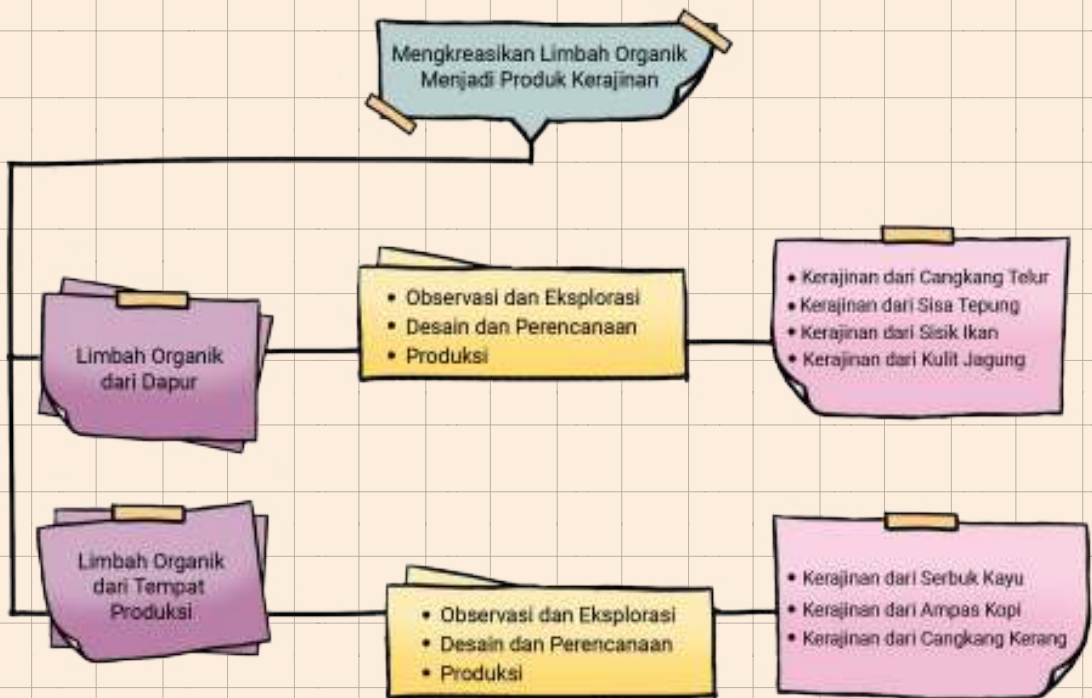 Mengkreasikan Limbah Organik
Menjadi Produk Kerajinan
Limbah Organik
dari Dapur
• Observasi dan Eksplorasi
• Desain dan Perencanaan
• Produksi
• Kerajinan dari Cangkang Telur
• Kerajinan dari Sisa Tepung
• Kerajinan dari Sisik Ikan
• Kerajinan dari Kulit Jagung
Limbah Organik
dari Tempat
Produksi
• Observasi dan Eksplorasi
• Desain dan Perencanaan
• Produksi
• Kerajinan dari Serbuk Kayu
• Kerajinan dari Ampas Kopi
• Kerajinan dari Cangkang Kerang